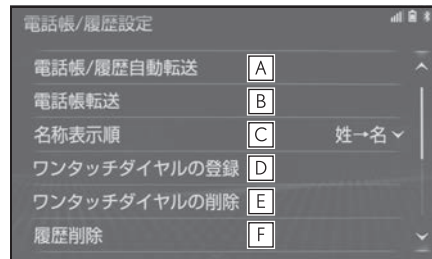 電話帳/履歴設定
電話帳/履歴自動転送 A
電話帳転送 B
名称表示順 C 姓→名
ワンタッチダイヤルの登録 D
ワンタッチダイヤルの削除 E
履歴削除 F